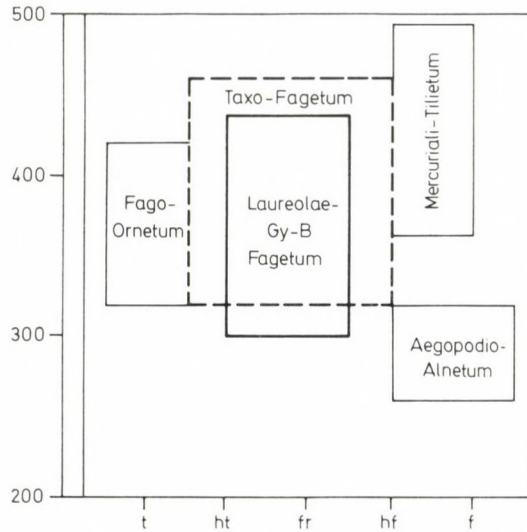 500
Taxo-Fagetum
Mercuriali-Tilietum
400
Fago-
Ornetum
Laureolae-
Gy-B
Fagetum
300
Aegopodio-
Alnetum
200
t ht fr hf f